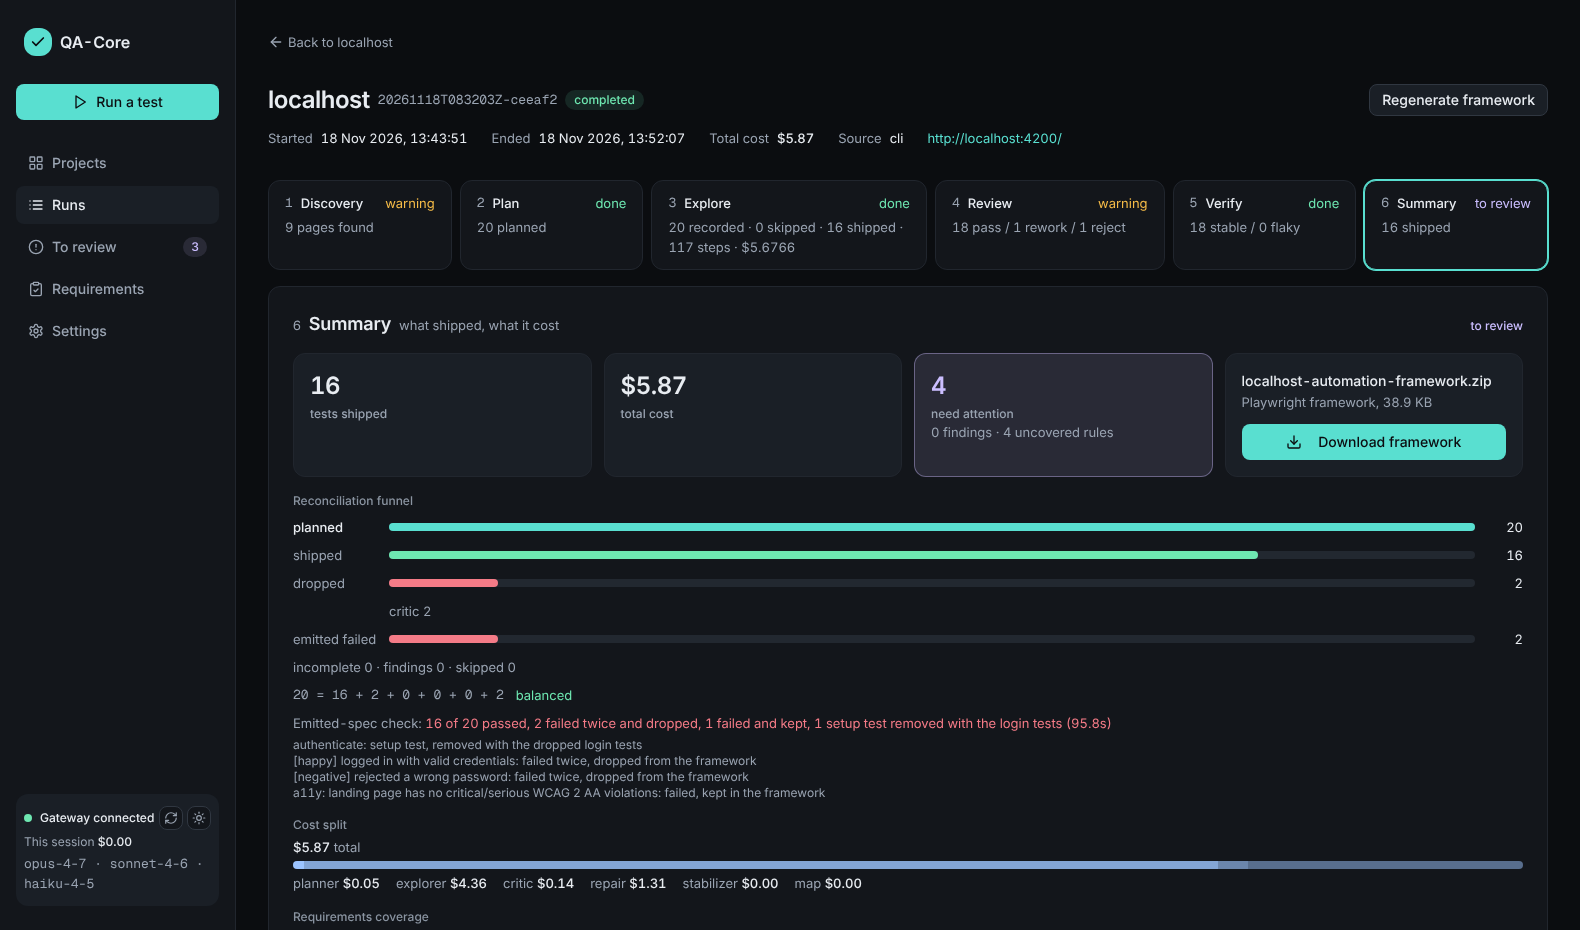 QA-Core
Run a test
Projects
Runs
To review 3
Requirements
Settings
Gateway connected
This session $0.00
opus-4-7 · sonnet-4-6 ·
haiku-4-5
Back to localhost
localhost 20261118T083203Z-ceeaf2 completed
Regenerate framework
Started 18 Nov 2026, 13:43:51 Ended 18 Nov 2026, 13:52:07 Total cost $5.87 Source cli http://localhost:4200/
1 Discovery warning
9 pages found
2 Plan done
20 planned
3 Explore done
20 recorded · 0 skipped · 16 shipped ·
117 steps · $5.6766
4 Review warning
18 pass / 1 rework / 1 reject
5 Verify done
18 stable / 0 flaky
6 Summary to review
16 shipped
6 Summary what shipped, what it cost to review
16
tests shipped
$5.87
total cost
4
need attention
0 findings · 4 uncovered rules
localhost-automation-framework.zip
Playwright framework, 38.9 KB
Download framework
Reconciliation funnel
planned 20
shipped 16
dropped 2
critic 2
emitted failed 2
incomplete 0 · findings 0 · skipped 0
20 = 16 + 2 + 0 + 0 + 0 + 2 balanced
Emitted-spec check: 16 of 20 passed, 2 failed twice and dropped, 1 failed and kept, 1 setup test removed with the login tests (95.8s)
authenticate: setup test, removed with the dropped login tests
[happy] logged in with valid credentials: failed twice, dropped from the framework
[negative] rejected a wrong password: failed twice, dropped from the framework
a11y: landing page has no critical/serious WCAG 2 AA violations: failed, kept in the framework
Cost split
$5.87 total
planner $0.05 explorer $4.36 critic $0.14 repair $1.31 stabilizer $0.00 map $0.00
Requirements coverage